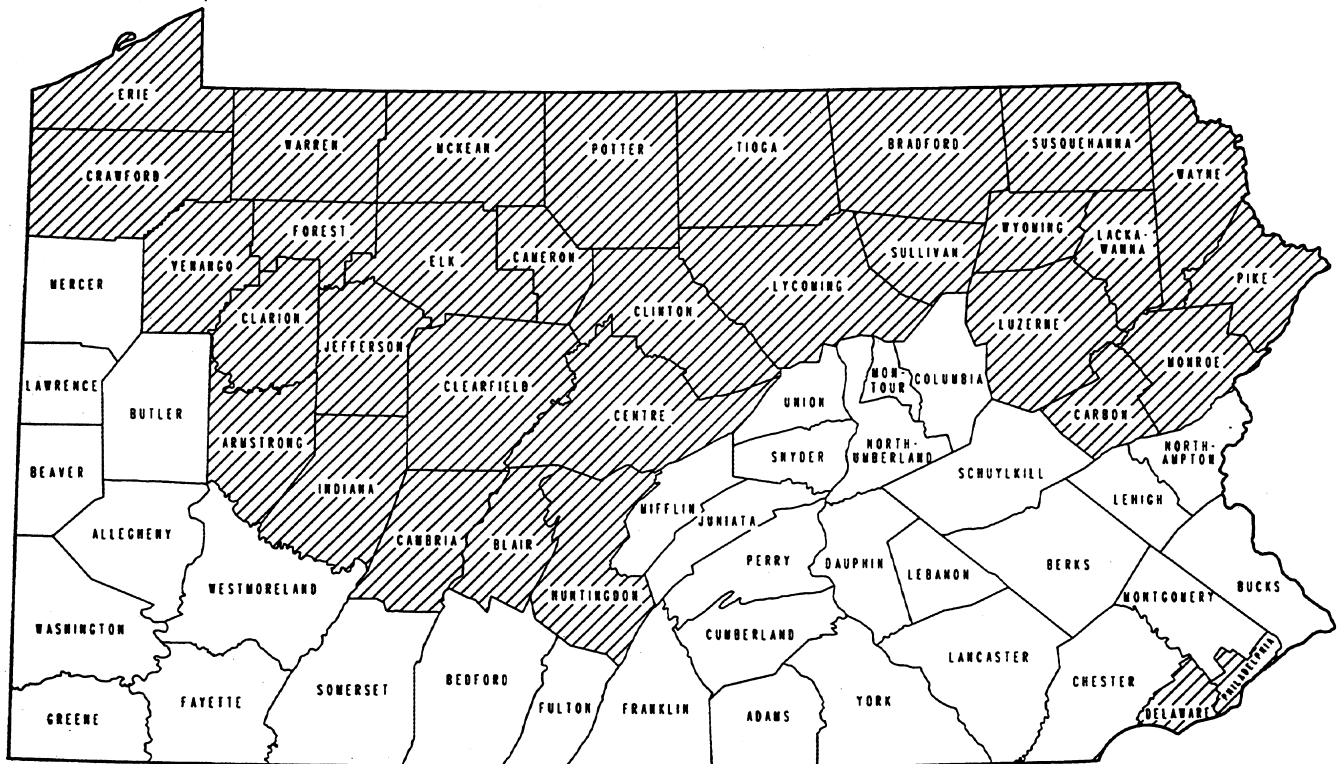 ERIE
WARREN
MCKEAN
POTTER
TIOGA
BRADFORD
SUSQUEHANNA
WAYNE
CRAWFORD
FOREST
WYOMING
LACKA-
WANNA
VENANGO
ELK
CAMERON
SULLIVAN
PIKE
MERCER
CLARION
CLINTON
LYCOMING
LUZERNE
JEFFERSON
MONROE
LAWRENCE
CLEARFIELD
MON-
TOUR
COLUMBIA
BUTLER
UNION
CENTRE
CARBON
ARMSTRONG
NORTH-
UMBERLAND
NORTH-
AMPTON
BEAVER
SNYDER
SCHUYLKILL
INDIANA
LEHIGH
MIFFLIN
JUNIATA
ALLEGHENY
CAMBRIA
BLAIR
PERRY
DAUPHIN
LEBANON
BERKS
WESTMORELAND
HUNTINGDON
MONTGOMERY
BUCKS
WASHINGTON
CUMBERLAND
LANCASTER
PHILADELPHIA
SOMERSET
BEDFORD
CHESTER
GREENE
FAYETTE
FULTON
FRANKLIN
ADAMS
YORK
DELAWARE